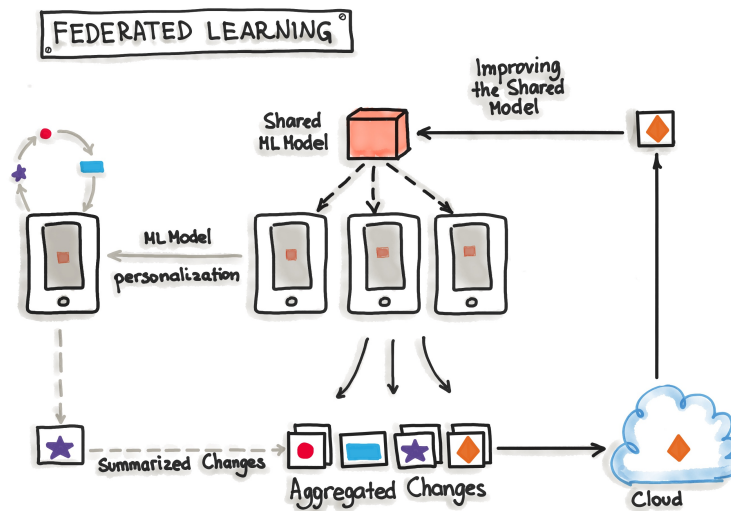 FEDERATED LEARNING
Improving
the Shared
Model
Shared
ML Model
ML Model
personalization
Summarized Changes
Aggregated Changes
Cloud